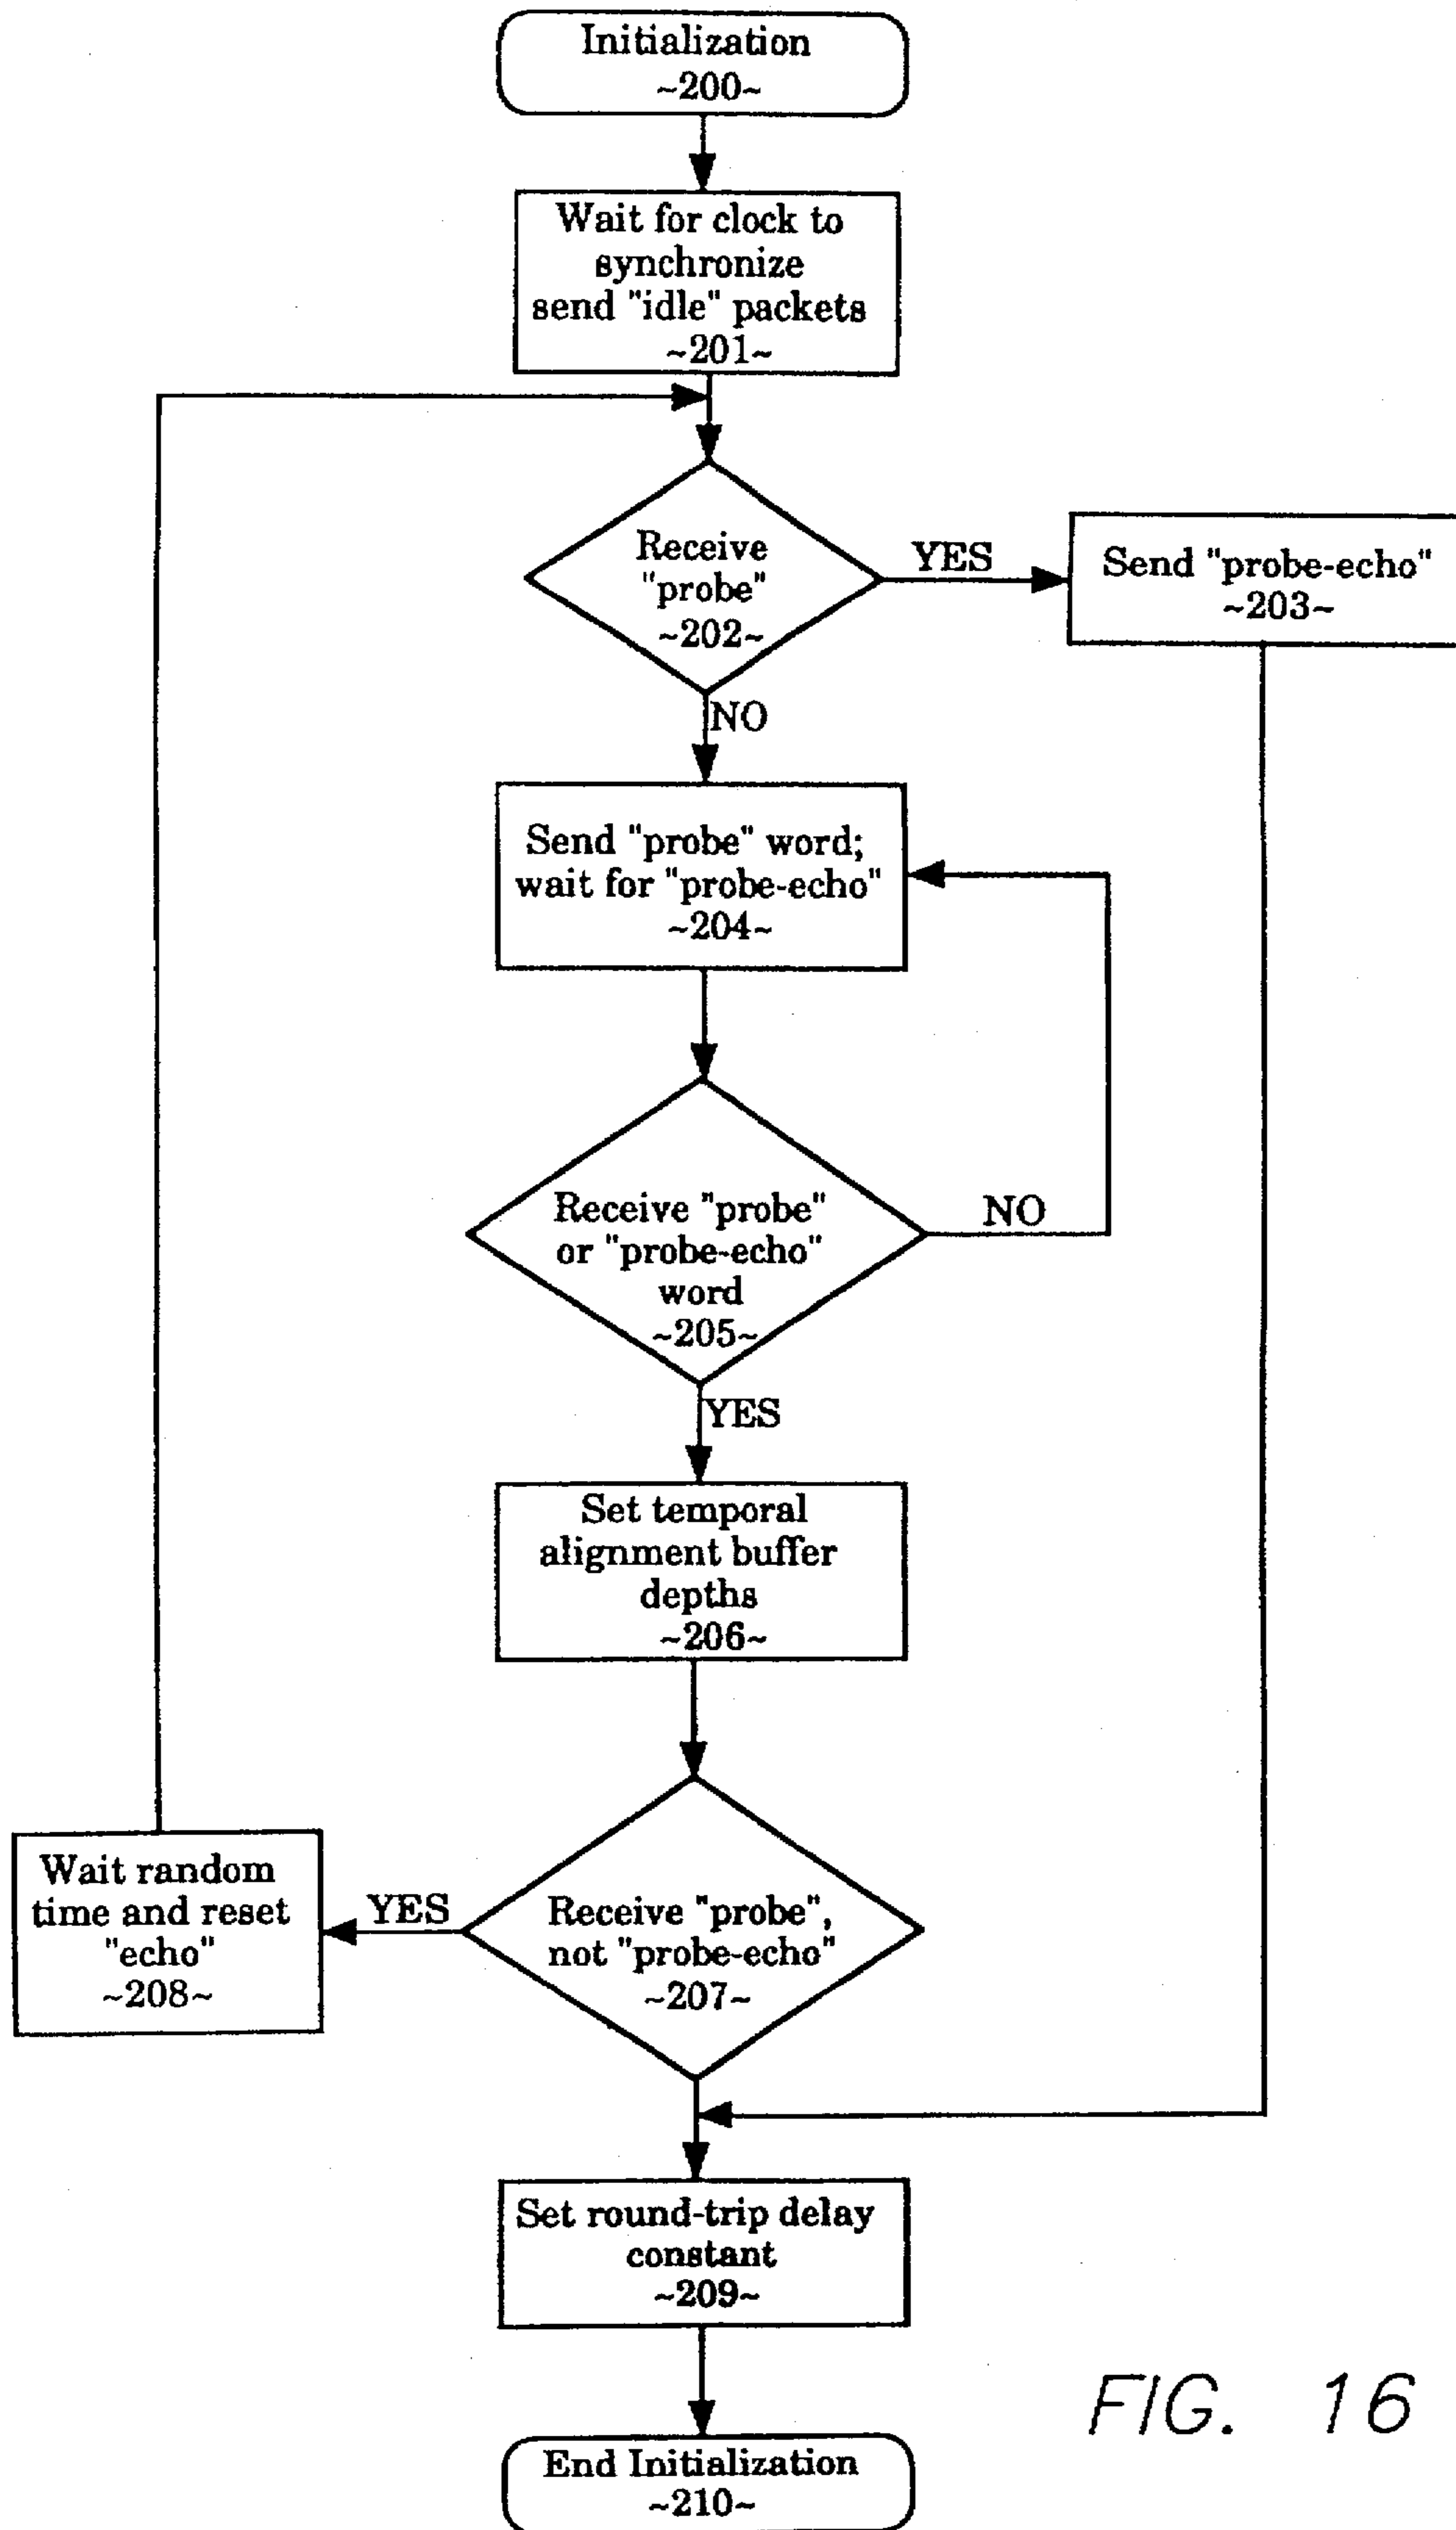 Initialization
~200~
Wait for clock to
synchronize
send "idle" packets
~201~
Receive
"probe"
~202~
YES
Send "probe-echo"
~203~
NO
Send "probe" word;
wait for "probe-echo"
~204~
Receive "probe"
or "probe-echo"
word
~205~
NO
YES
Set temporal
alignment buffer
depths
~206~
Wait random
time and reset
"echo"
~208~
YES
Receive "probe",
not "probe-echo"
~207~
Set round-trip delay
constant
~209~
End Initialization
~210~
FIG. 16